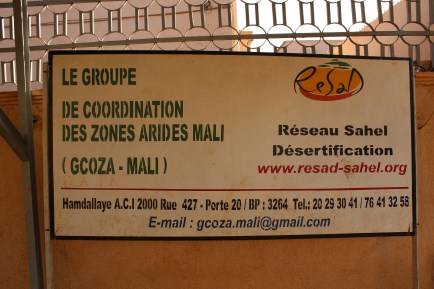 LE GROUPE
DE COORDINATION
DES ZONES ARIDES MALI
( GCOZA - MALI )
ReSaD
Réseau Sahel
Désertification
www.resad-sahel.org
Hamdallaye A.C.I 2000 Rue 427 - Porte 20 / BP : 3264 Tel.: 20 29 30 41 / 76 41 32 58
E-mail : gcoza.mali@gmail.com